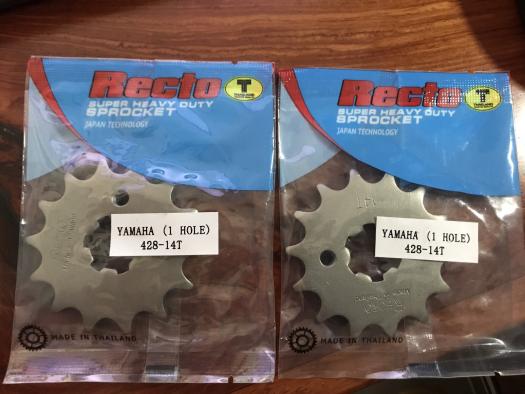 Recto
SUPER HEAVY DUTY
SPROCKET
JAPAN TECHNOLOGY
T
YAMAHA (1 HOLE)
428-14T
MADE IN THAILAND
Recto
SUPER HEAVY DUTY
SPROCKET
JAPAN TECHNOLOGY
T
14T
YAMAHA (1 HOLE)
428-14T
MADE IN THAILAND